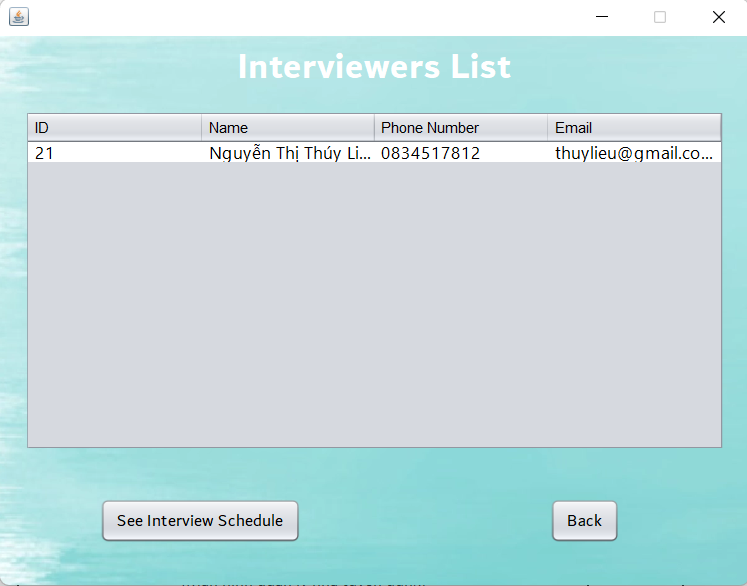 Interviewers List
ID Name Phone Number Email
21 Nguyễn Thị Thúy Li... 0834517812 thuylieu@gmail.co...
See Interview Schedule Back